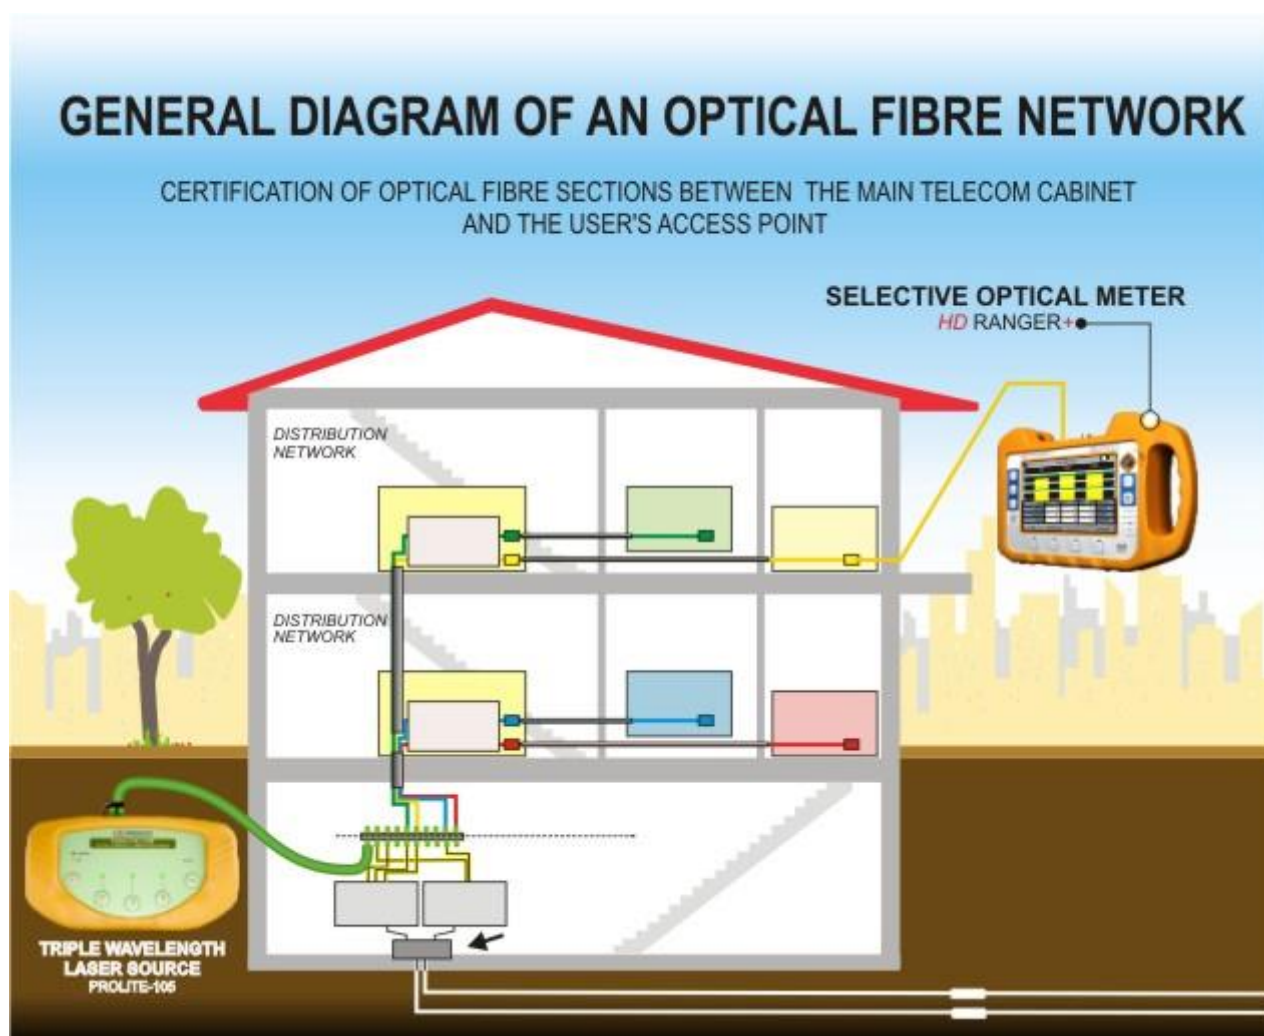 GENERAL DIAGRAM OF AN OPTICAL FIBRE NETWORK
CERTIFICATION OF OPTICAL FIBRE SECTIONS BETWEEN THE MAIN TELECOM CABINET
AND THE USER'S ACCESS POINT
SELECTIVE OPTICAL METER
HD RANGER+
DISTRIBUTION
NETWORK
DISTRIBUTION
NETWORK
TRIPLE WAVELENGTH
LASER SOURCE
PROLITE-105